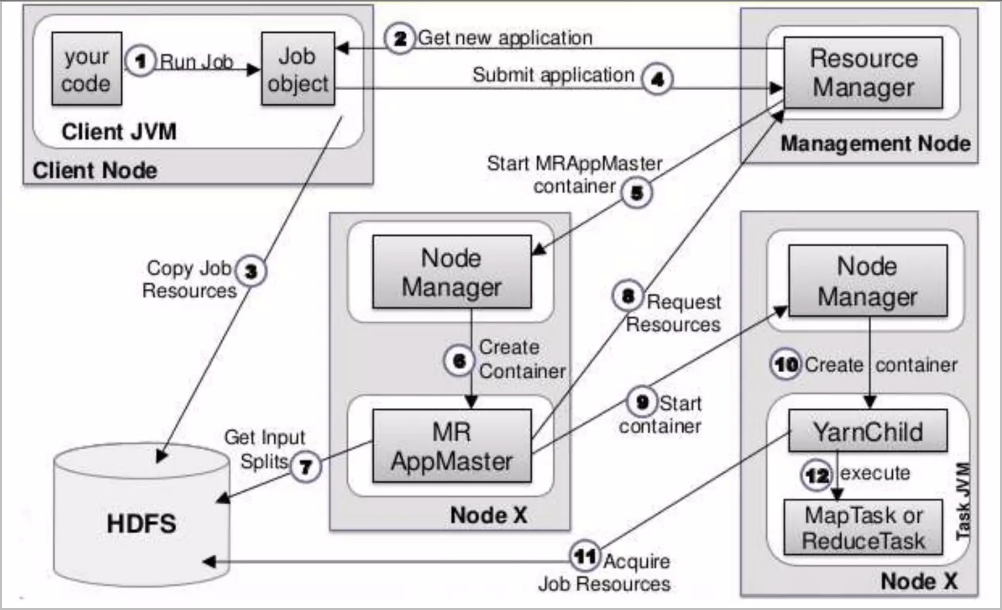 your
code
1
Run Job
Job
object
Client JVM
Client Node
2
Get new application
Submit application
4
Resource
Manager
Management Node
Start MRAppMaster
container
5
Copy Job
Resources
3
Node
Manager
6
Create
Container
MR
AppMaster
Node X
Get Input
Splits
7
HDFS
8
Request
Resources
9
Start
container
Node
Manager
10
Create container
YarnChild
12
execute
MapTask or
ReduceTask
Task JVM
Node X
11
Acquire
Job Resources